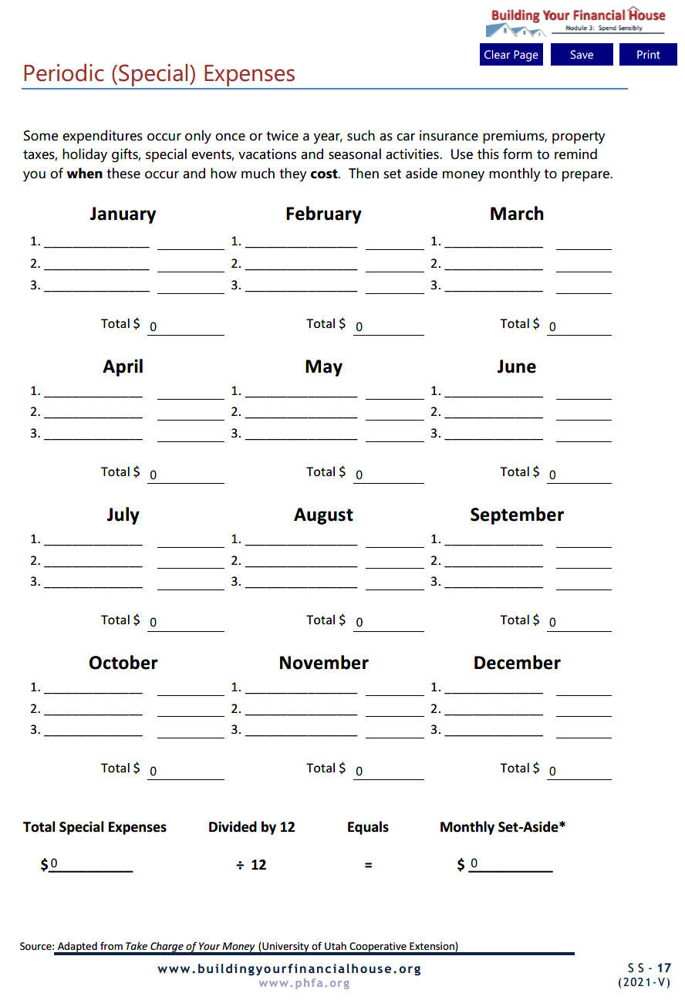 Building Your Financial House
Module 3: Spend Sensibly
Clear Page Save Print
Periodic (Special) Expenses
Some expenditures occur only once or twice a year, such as car insurance premiums, property
taxes, holiday gifts, special events, vacations and seasonal activities. Use this form to remind
you of when these occur and how much they cost. Then set aside money monthly to prepare.
January February March
1. 1. 1.
2. 2. 2.
3. 3. 3.
Total $ 0 Total $ 0 Total $ 0
April May June
1. 1. 1.
2. 2. 2.
3. 3. 3.
Total $ 0 Total $ 0 Total $ 0
July August September
1. 1. 1.
2. 2. 2.
3. 3. 3.
Total $ 0 Total $ 0 Total $ 0
October November December
1. 1. 1.
2. 2. 2.
3. 3. 3.
Total $ 0 Total $ 0 Total $ 0
Total Special Expenses Divided by 12 Equals Monthly Set-Aside*
$0 ÷ 12 = $ 0
Source: Adapted from Take Charge of Your Money (University of Utah Cooperative Extension)
www.buildingyourfinancialhouse.org SS - 17
www.phfa.org (2021-V)